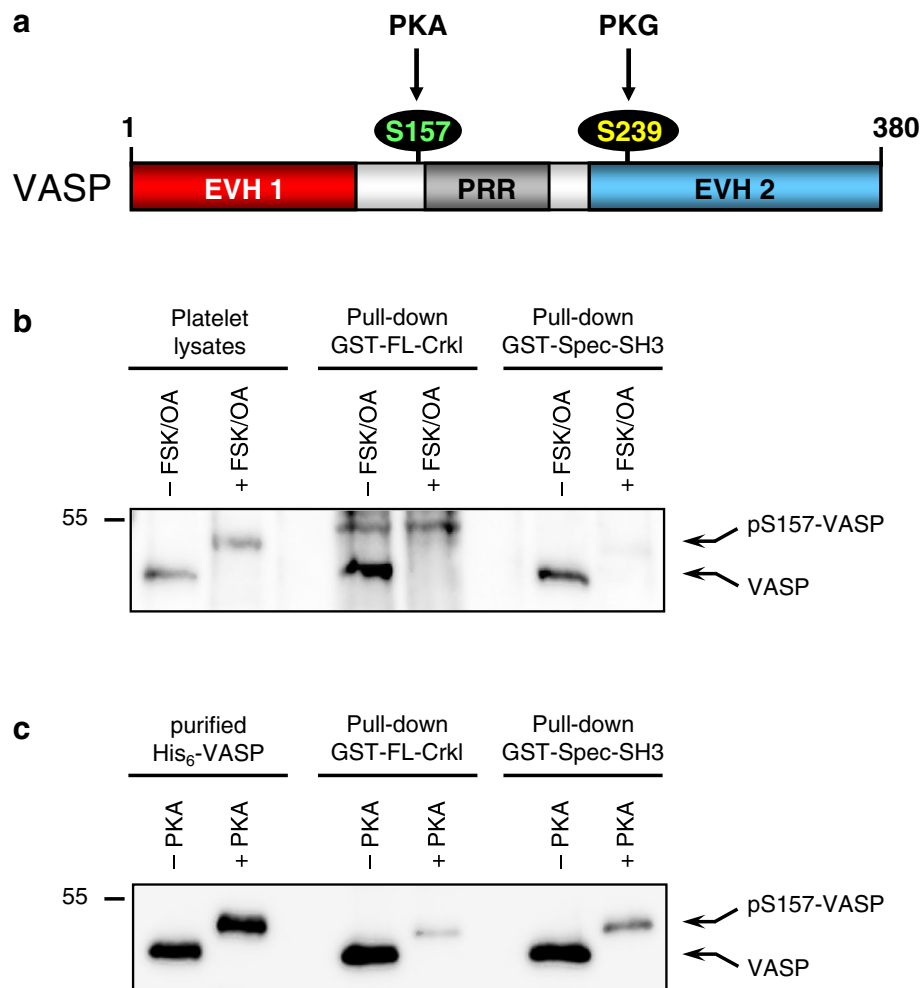 a
PKA PKG
1 S157 S239 380
VASP EVH 1 PRR EVH 2
b
Platelet lysates
Pull-down GST-FL-Crkl
Pull-down GST-Spec-SH3
– FSK/OA
+ FSK/OA
– FSK/OA
+ FSK/OA
– FSK/OA
+ FSK/OA
55
pS157-VASP
VASP
c
purified His₆-VASP
Pull-down GST-FL-Crkl
Pull-down GST-Spec-SH3
– PKA
+ PKA
– PKA
+ PKA
– PKA
+ PKA
55
pS157-VASP
VASP